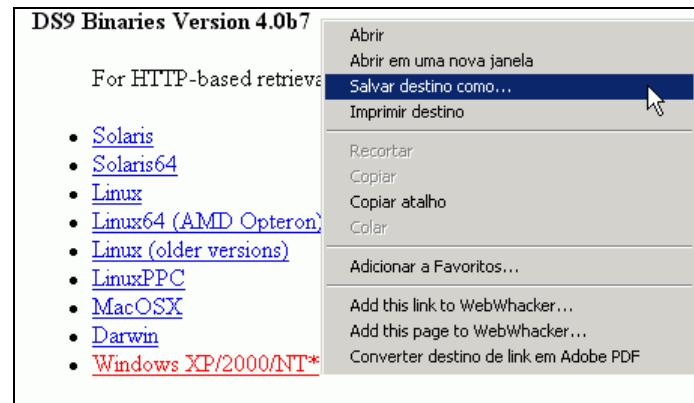 DS9 Binaries Version 4.0b7
For HTTP-based retrieva
• Solaris
• Solaris64
• Linux
• Linux64 (AMD Opteron)
• Linux (older versions)
• LinuxPPC
• MacOSX
• Darwin
• Windows XP/2000/NT*
Abrir
Abrir em uma nova janela
Salvar destino como...
Imprimir destino
Recortar
Copiar
Copiar atalho
Colar
Adicionar a Favoritos...
Add this link to WebWhacker...
Add this page to WebWhacker...
Converter destino de link em Adobe PDF